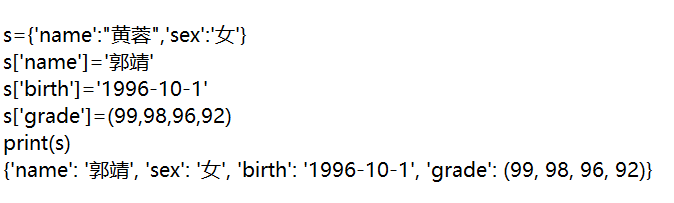 s={'name':"黄蓉",'sex':'女'}
s['name']='郭靖'
s['birth']='1996-10-1'
s['grade']=(99,98,96,92)
print(s)
{'name': '郭靖', 'sex': '女', 'birth': '1996-10-1', 'grade': (99, 98, 96, 92)}